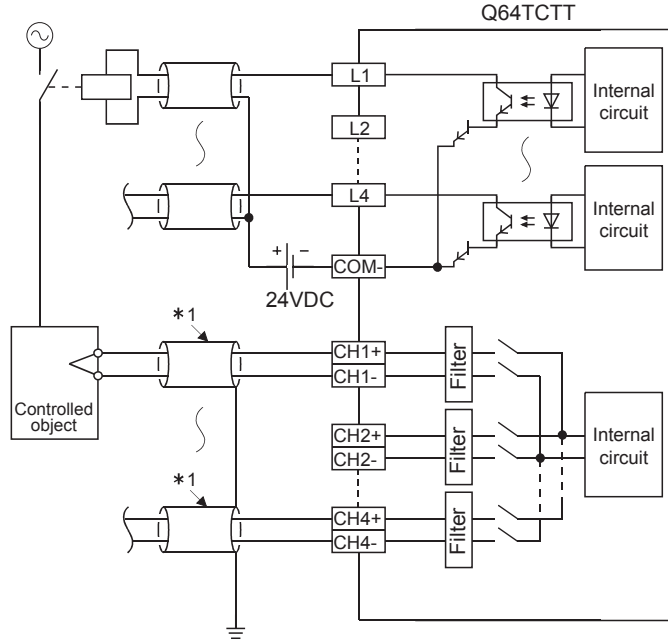 Q64TCTT
L1
Internal
circuit
L2
L4
Internal
circuit
+ −
COM-
24VDC
*1
CH1+
CH1-
Filter
Controlled
object
CH2+
CH2-
Filter
Internal
circuit
*1
CH4+
CH4-
Filter